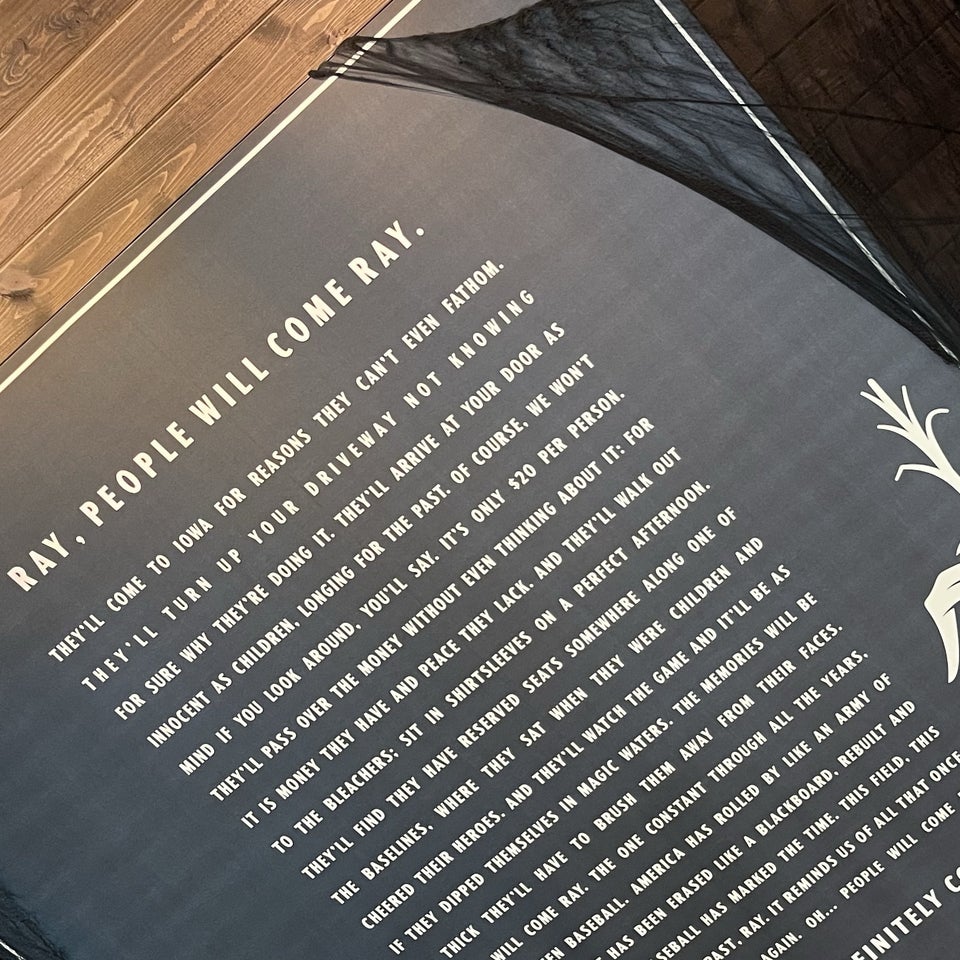 RAY, PEOPLE WILL COME RAY.
THEY'LL COME TO IOWA FOR REASONS THEY CAN'T EVEN FATHOM.
THEY'LL TURN UP YOUR DRIVEWAY NOT KNOWING
FOR SURE WHY THEY'RE DOING IT. THEY'LL ARRIVE AT YOUR DOOR AS
INNOCENT AS CHILDREN, LONGING FOR THE PAST. OF COURSE, WE WON'T
MIND IF YOU LOOK AROUND, YOU'LL SAY. IT'S ONLY $20 PER PERSON.
THEY'LL PASS OVER THE MONEY WITHOUT EVEN THINKING ABOUT IT: FOR
IT IS MONEY THEY HAVE AND PEACE THEY LACK. AND THEY'LL WALK OUT
TO THE BLEACHERS; SIT IN SHIRTSLEEVES ON A PERFECT AFTERNOON.
THEY'LL FIND THEY HAVE RESERVED SEATS SOMEWHERE ALONG ONE OF
THE BASELINES, WHERE THEY SAT WHEN THEY WERE CHILDREN AND
CHEERED THEIR HEROES. AND THEY'LL WATCH THE GAME AND IT'LL BE AS
IF THEY DIPPED THEMSELVES IN MAGIC WATERS. THE MEMORIES WILL BE
THICK THEY'LL HAVE TO BRUSH THEM AWAY FROM THEIR FACES.
WILL COME RAY. THE ONE CONSTANT THROUGH ALL THE YEARS,
BEEN BASEBALL. AMERICA HAS ROLLED BY LIKE AN ARMY OF
HAS BEEN ERASED LIKE A BLACKBOARD, REBUILT AND
BASEBALL HAS MARKED THE TIME. THIS FIELD, THIS
PAST, RAY. IT REMINDS US OF ALL THAT ONCE
AGAIN. OH... PEOPLE WILL COME